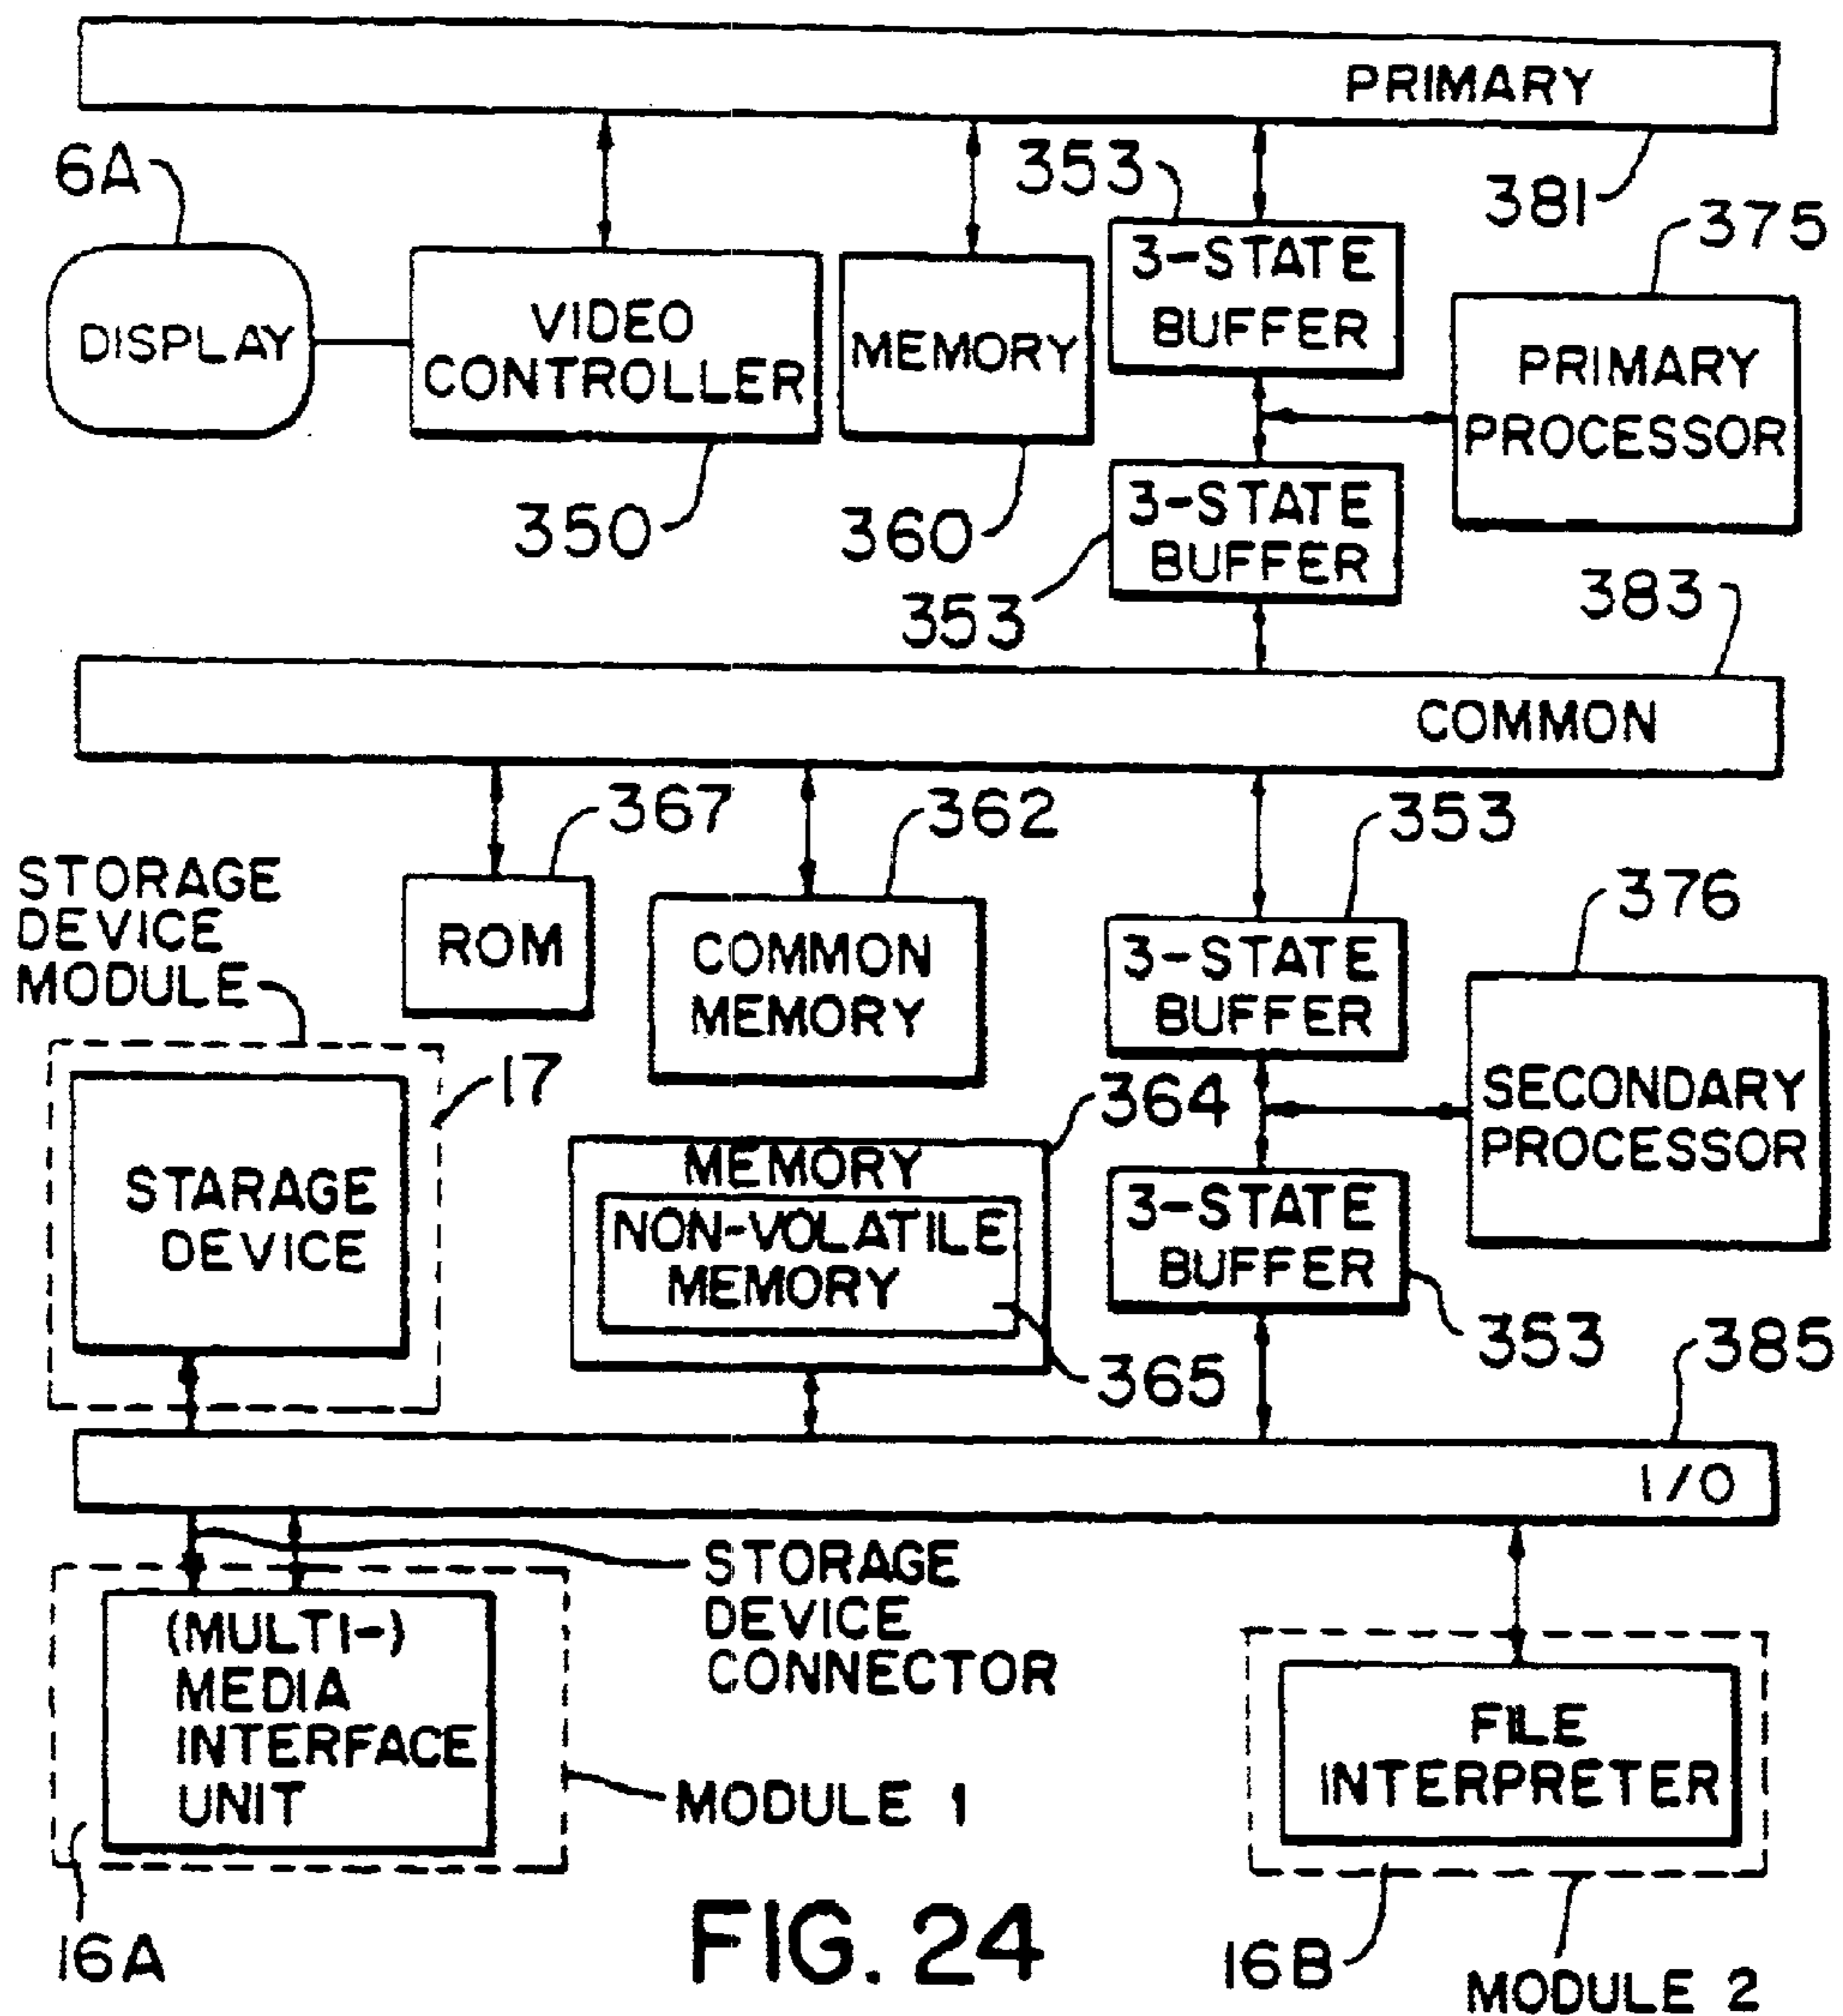 PRIMARY
6A
353
381
375
DISPLAY
VIDEO
CONTROLLER
MEMORY
3-STATE
BUFFER
PRIMARY
PROCESSOR
350
360
3-STATE
BUFFER
353
383
COMMON
367
362
353
STORAGE
DEVICE
MODULE
ROM
COMMON
MEMORY
3-STATE
BUFFER
376
17
364
SECONDARY
PROCESSOR
STARAGE
DEVICE
MEMORY
NON-VOLATILE
MEMORY
3-STATE
BUFFER
365
353
385
I/O
STORAGE
DEVICE
CONNECTOR
(MULTI-)
MEDIA
INTERFACE
UNIT
MODULE 1
FILE
INTERPRETER
16A
FIG. 24
16B
MODULE 2